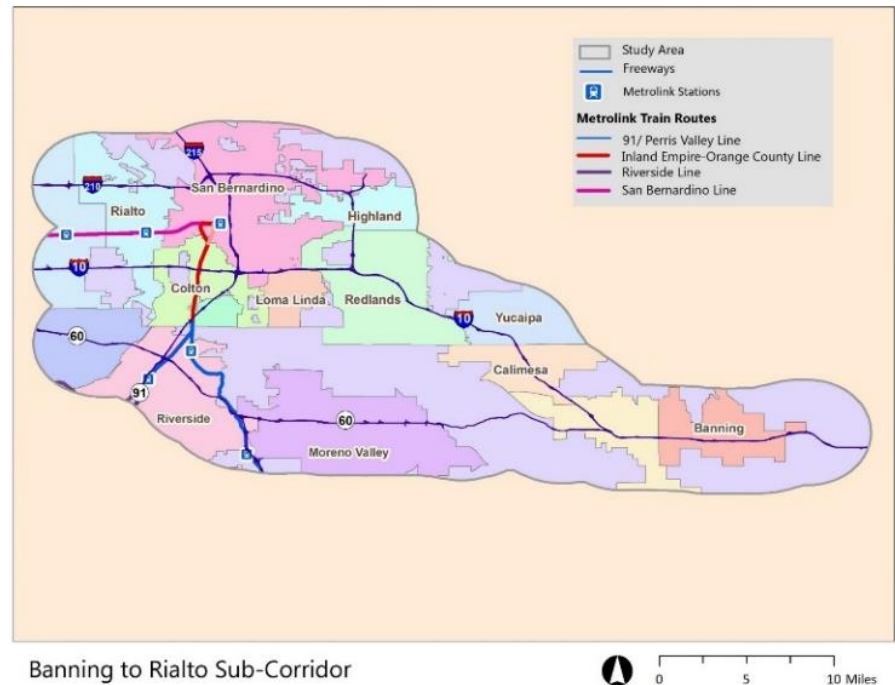 Study Area
Freeways
Metrolink Stations
Metrolink Train Routes
91/ Perris Valley Line
Inland Empire-Orange County Line
Riverside Line
San Bernardino Line
215
210
San Bernardino
Rialto
Highland
10
Colton
Loma Linda
Redlands
10
Yucaipa
60
Calimesa
91
Riverside
60
Banning
Moreno Valley
Banning to Rialto Sub-Corridor
0 5 10 Miles